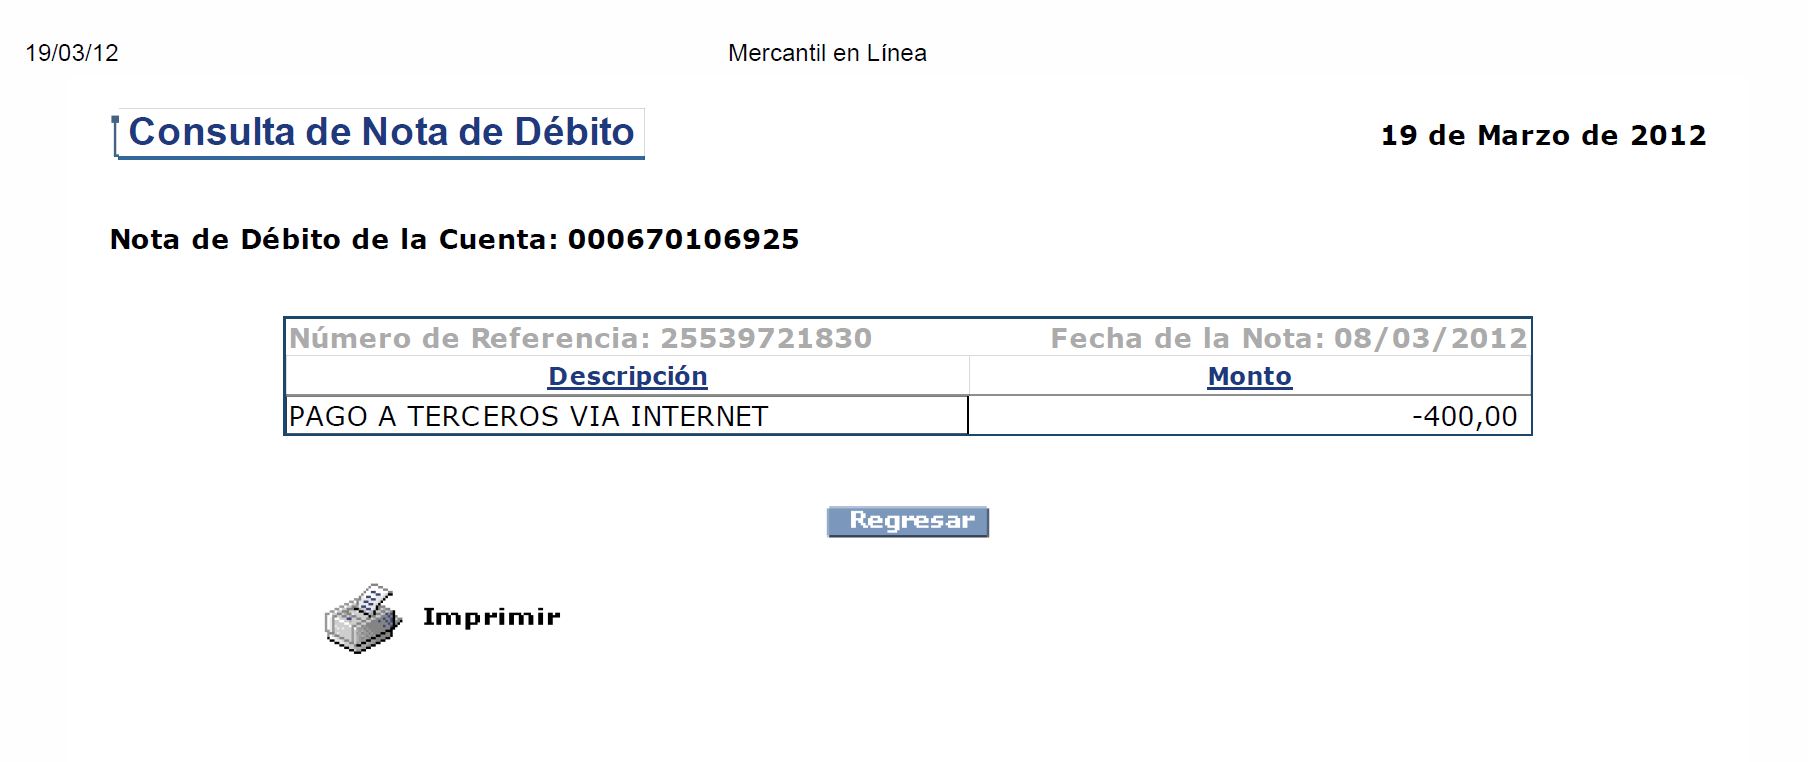 19/03/12 Mercantil en Línea
Consulta de Nota de Débito 19 de Marzo de 2012
Nota de Débito de la Cuenta: 000670106925
Número de Referencia: 25539721830 Fecha de la Nota: 08/03/2012
Descripción Monto
PAGO A TERCEROS VIA INTERNET -400,00
Regresar
Imprimir